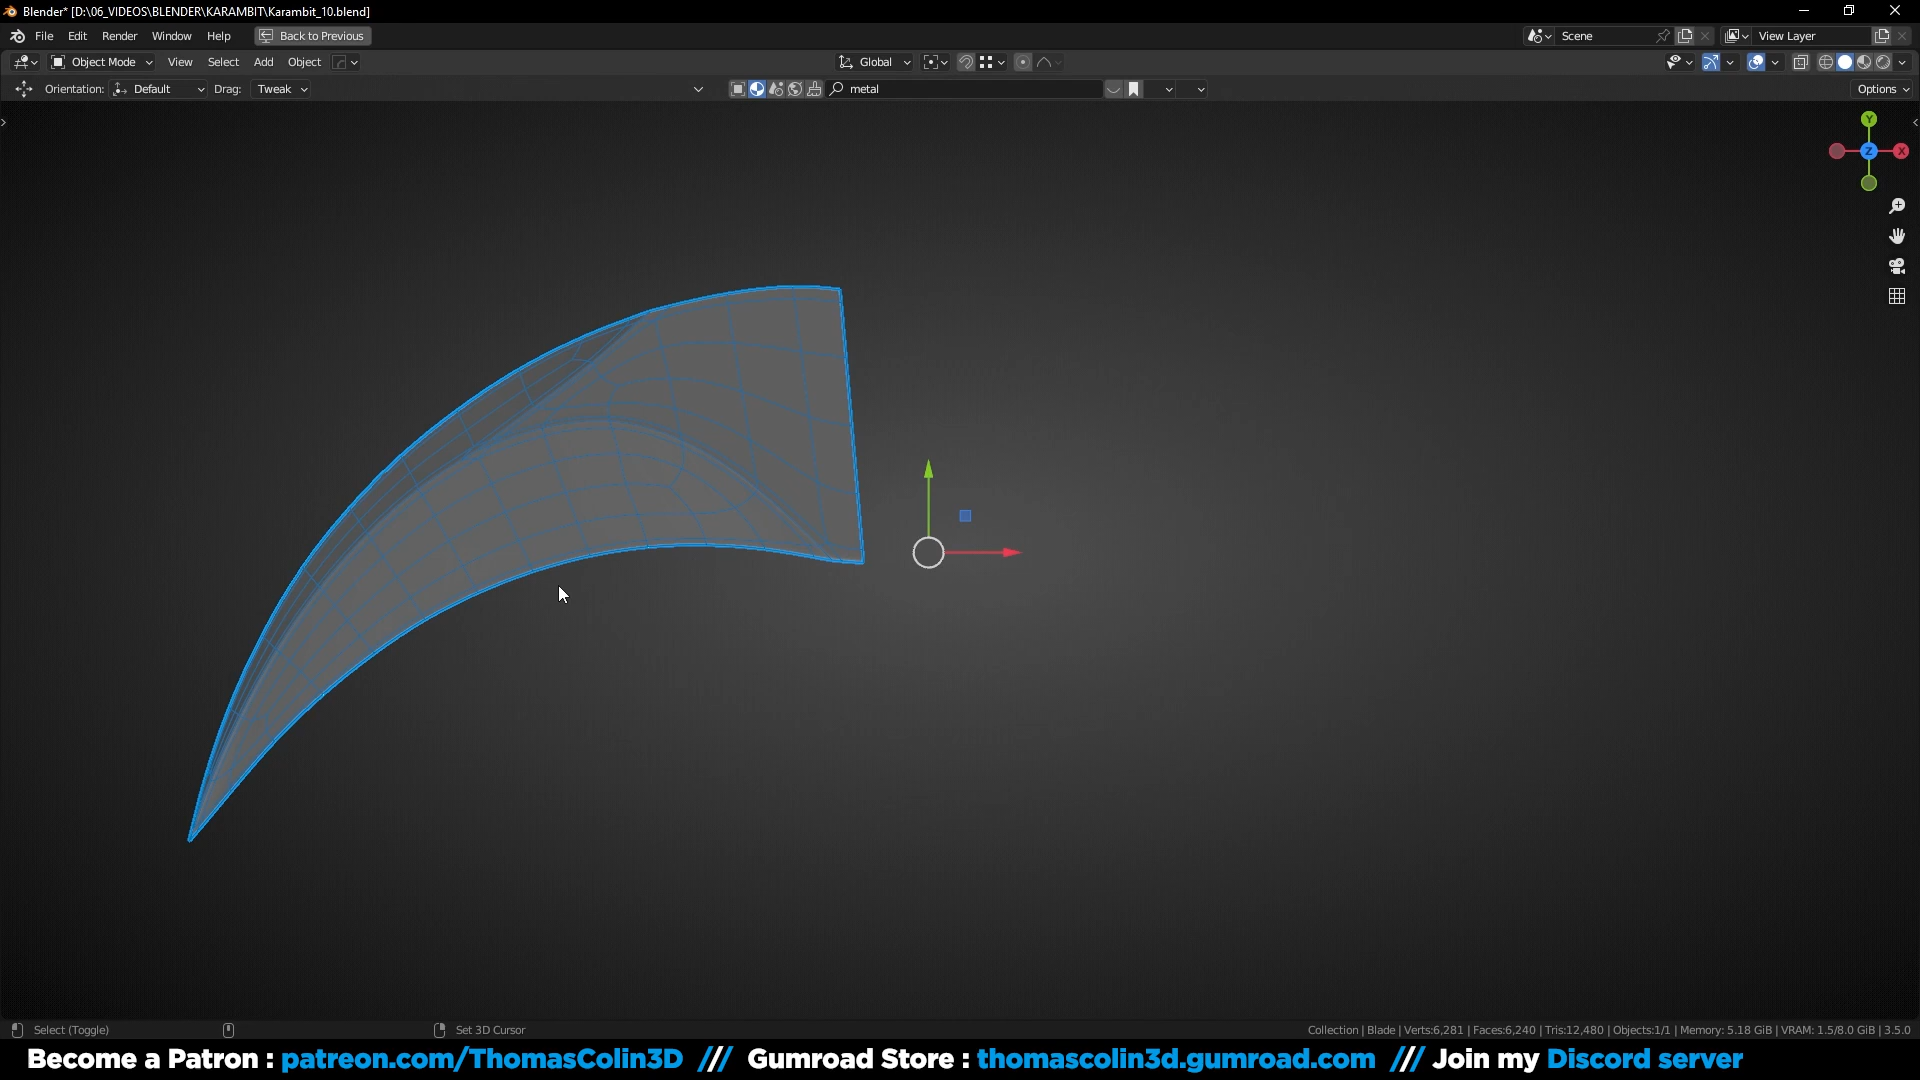 Blender* [D:\06_VIDEOS\BLENDER\KARAMBIT\Karambit_10.blend]
File Edit Render Window Help Back to Previous Scene View Layer
Object Mode View Select Add Object Global
Orientation: Default Drag: Tweak metal Options
Y
Z X
Select (Toggle) Set 3D Cursor Collection | Blade | Verts:6,281 | Faces:6,240 | Tris:12,480 | Objects:1/1 | Memory: 5.18 GiB | VRAM: 1.5/8.0 GiB | 3.5.0
Become a Patron : patreon.com/ThomasColin3D /// Gumroad Store : thomascolin3d.gumroad.com /// Join my Discord server